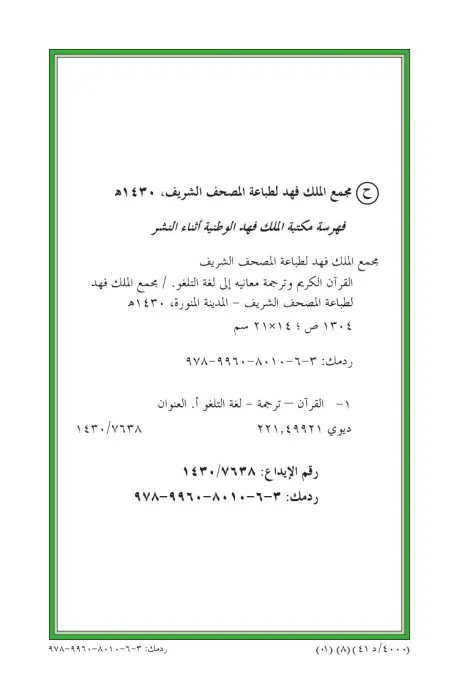 ح مجمع الملك فهد لطباعة المصحف الشريف، ١٤٣٠هـ
فهرسة مكتبة الملك فهد الوطنية أثناء النشر
مجمع الملك فهد لطباعة المصحف الشريف
القرآن الكريم وترجمة معانيه إلى لغة التلغو. / مجمع الملك فهد
لطباعة المصحف الشريف – المدينة المنورة، ١٤٣٠هـ
١٣٠٤ ص ؛ ١٤×٢١ سم
ردمك: ٣-٦-٨٠١٠-٩٩٦٠-٩٧٨
١- القرآن – ترجمة - لغة التلغو أ. العنوان
ديوي ٢٢١,٤٩٩٢١ ١٤٣٠/٧٦٣٨
رقم الإيداع: ١٤٣٠/٧٦٣٨
ردمك: ٣-٦-٨٠١٠-٩٩٦٠-٩٧٨
(٤٠٠٠/د ٤١) (٨) (٠١) ردمك: ٣-٦-٨٠١٠-٩٩٦٠-٩٧٨